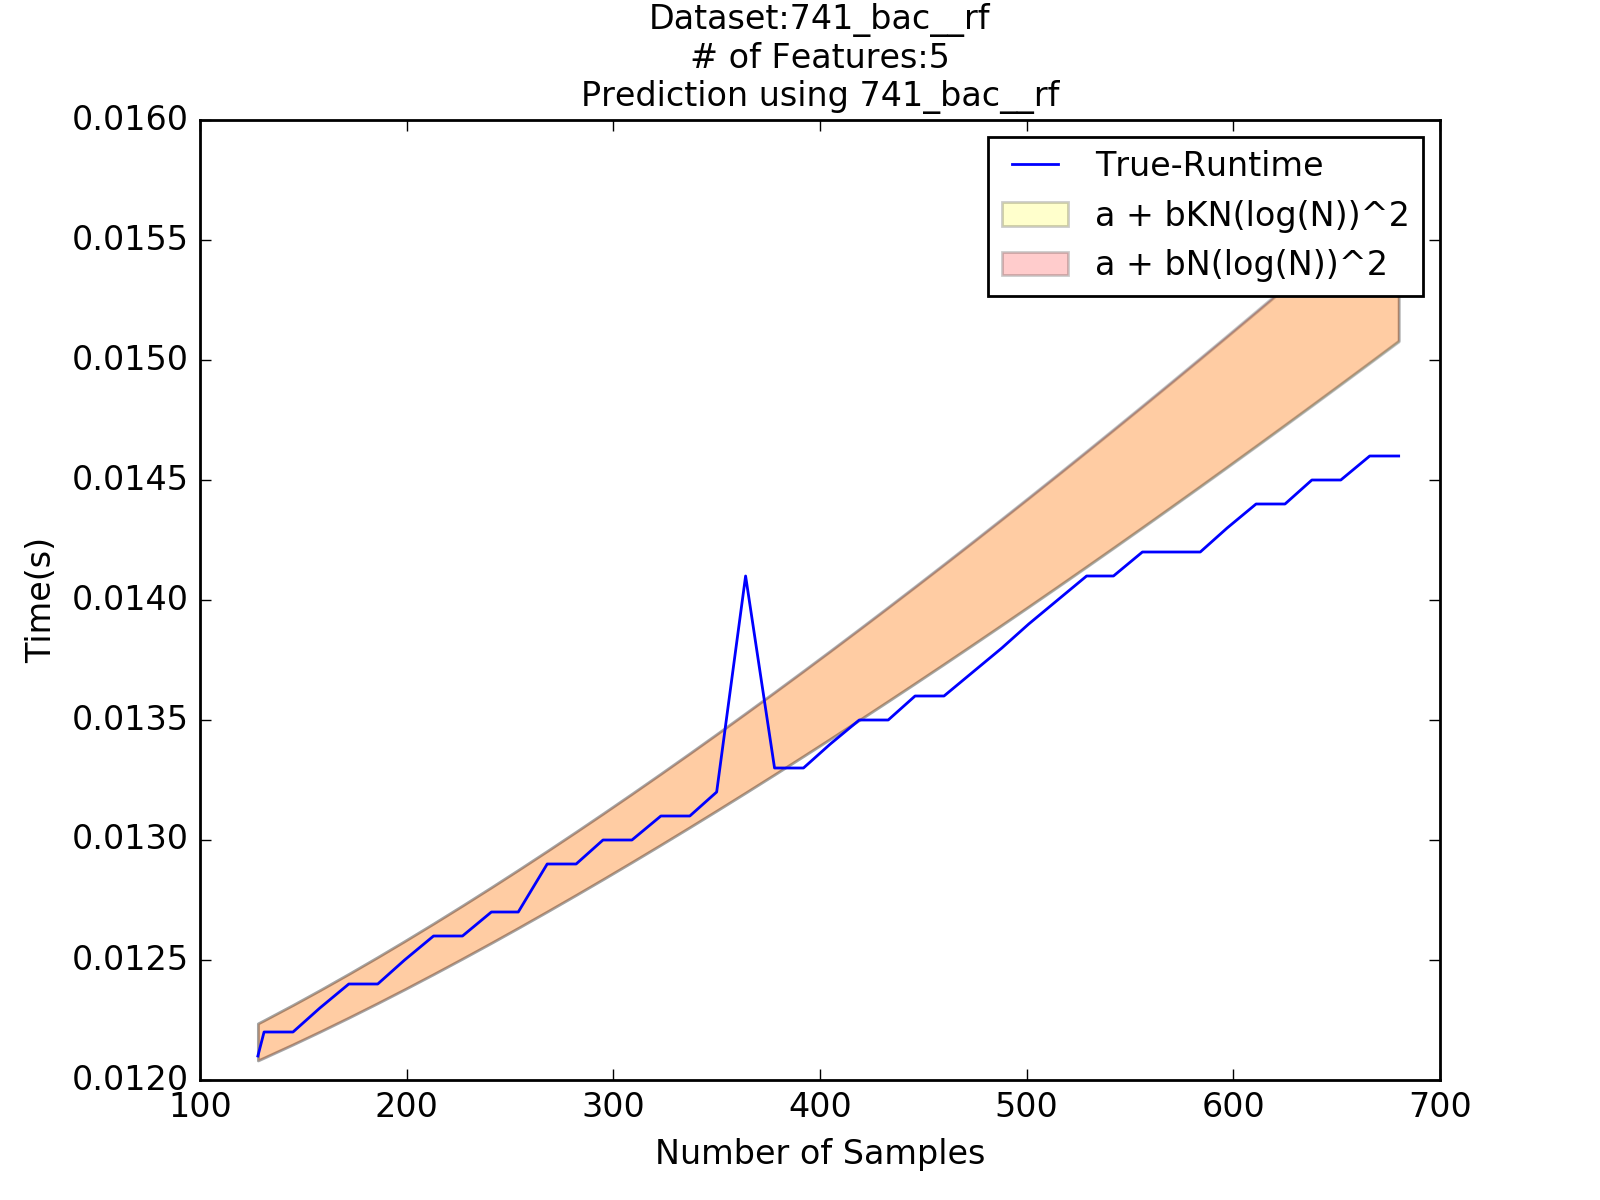 Dataset:741_bac__rf
# of Features:5
Prediction using 741_bac__rf
0.0160
0.0155
0.0150
0.0145
0.0140
0.0135
0.0130
0.0125
0.0120
Time(s)
True-Runtime
a + bKN(log(N))^2
a + bN(log(N))^2
100 200 300 400 500 600 700
Number of Samples